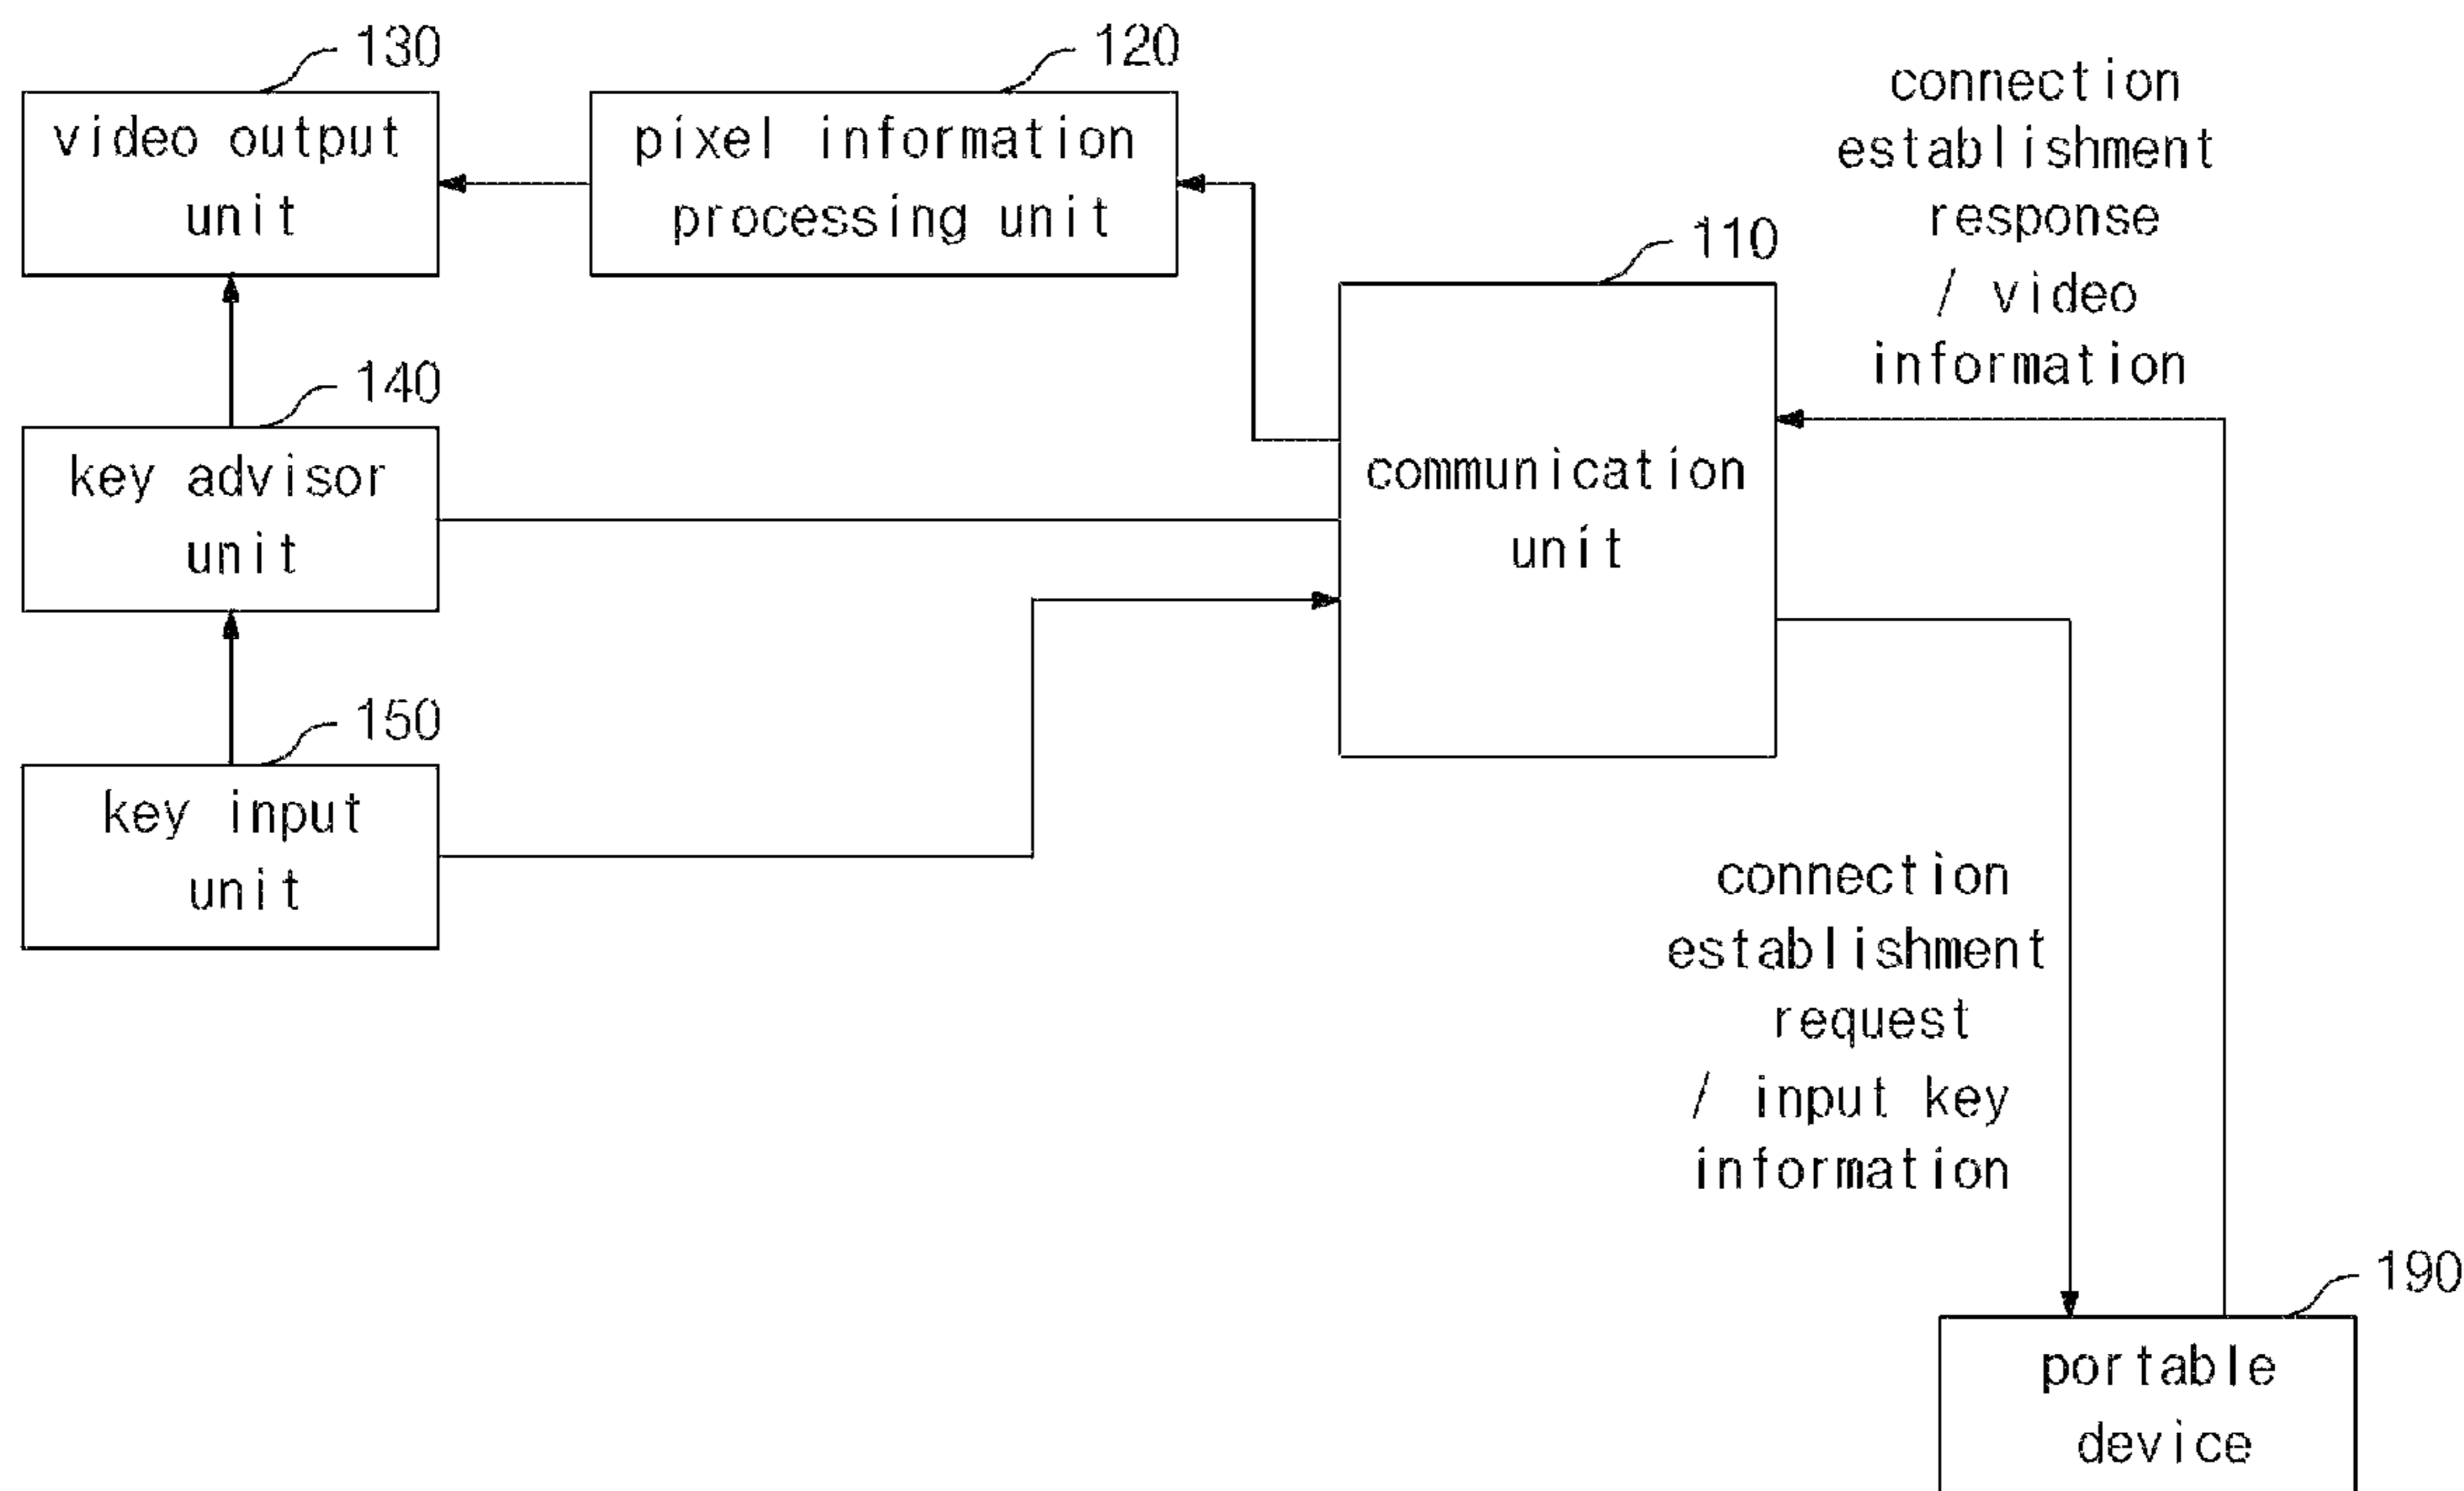 130
video output
unit
120
pixel information
processing unit
connection
establishment
response
/ video
information
110
communication
unit
140
key advisor
unit
150
key input
unit
connection
establishment
request
/ input key
information
190
portable
device